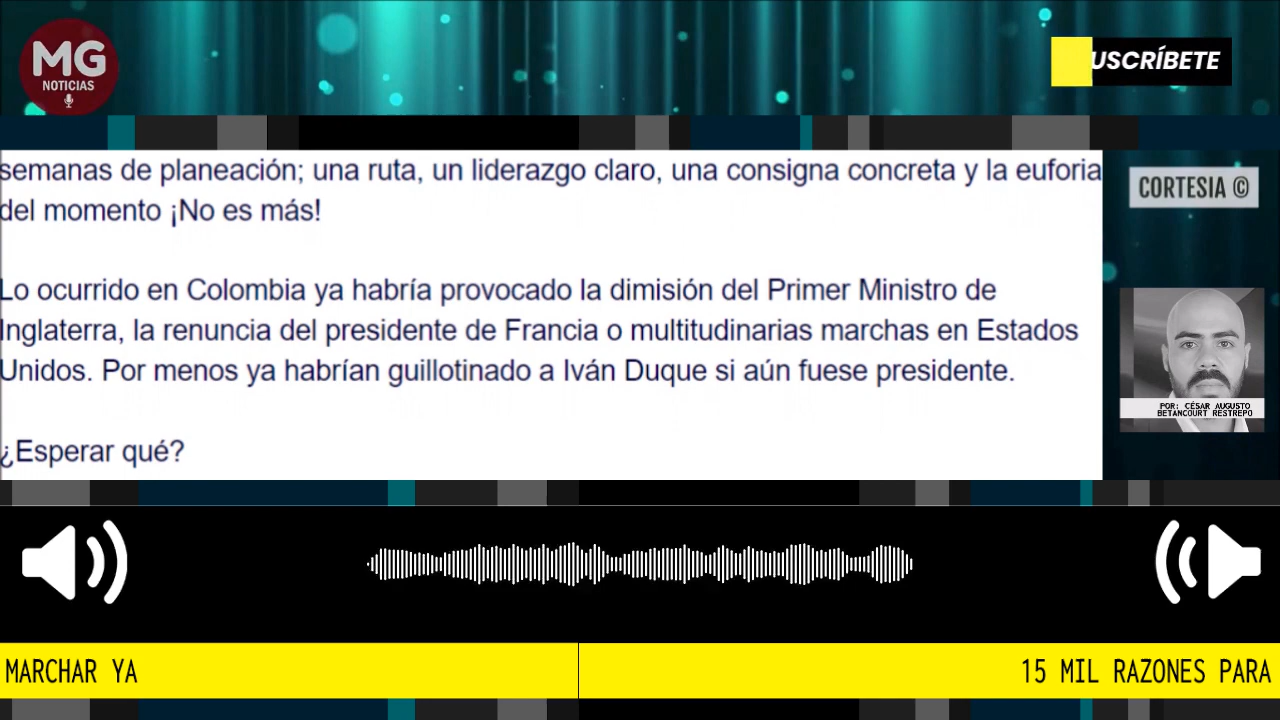 MG
NOTICIAS
USCRÍBETE
semanas de planeación; una ruta, un liderazgo claro, una consigna concreta y la euforia
del momento ¡No es más!
Lo ocurrido en Colombia ya habría provocado la dimisión del Primer Ministro de
Inglaterra, la renuncia del presidente de Francia o multitudinarias marchas en Estados
Unidos. Por menos ya habrían guillotinado a Iván Duque si aún fuese presidente.
¿Esperar qué?
CORTESIA ©
POR: CÉSAR AUGUSTO
BETANCOURT RESTREPO
MARCHAR YA
15 MIL RAZONES PARA